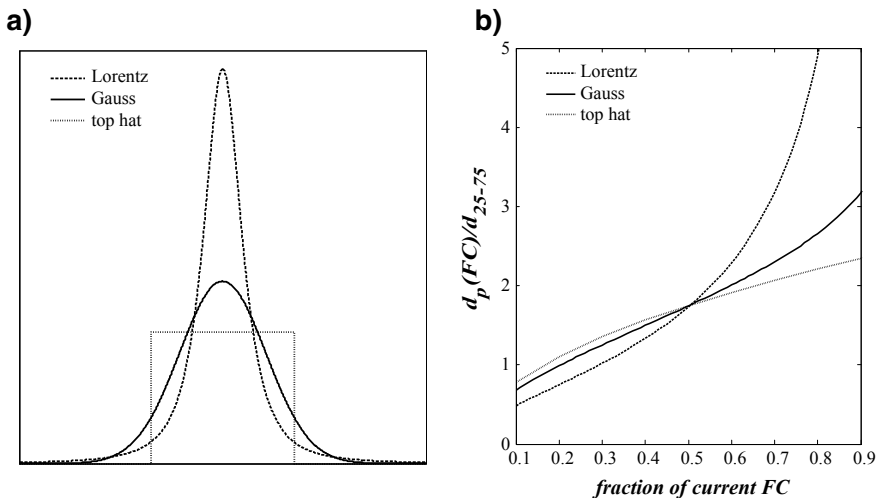 a)
Lorentz
Gauss
top hat
b)
5
4
3
2
1
0
d_p(FC)/d_25-75
Lorentz
Gauss
top hat
0.1 0.2 0.3 0.4 0.5 0.6 0.7 0.8 0.9
fraction of current FC